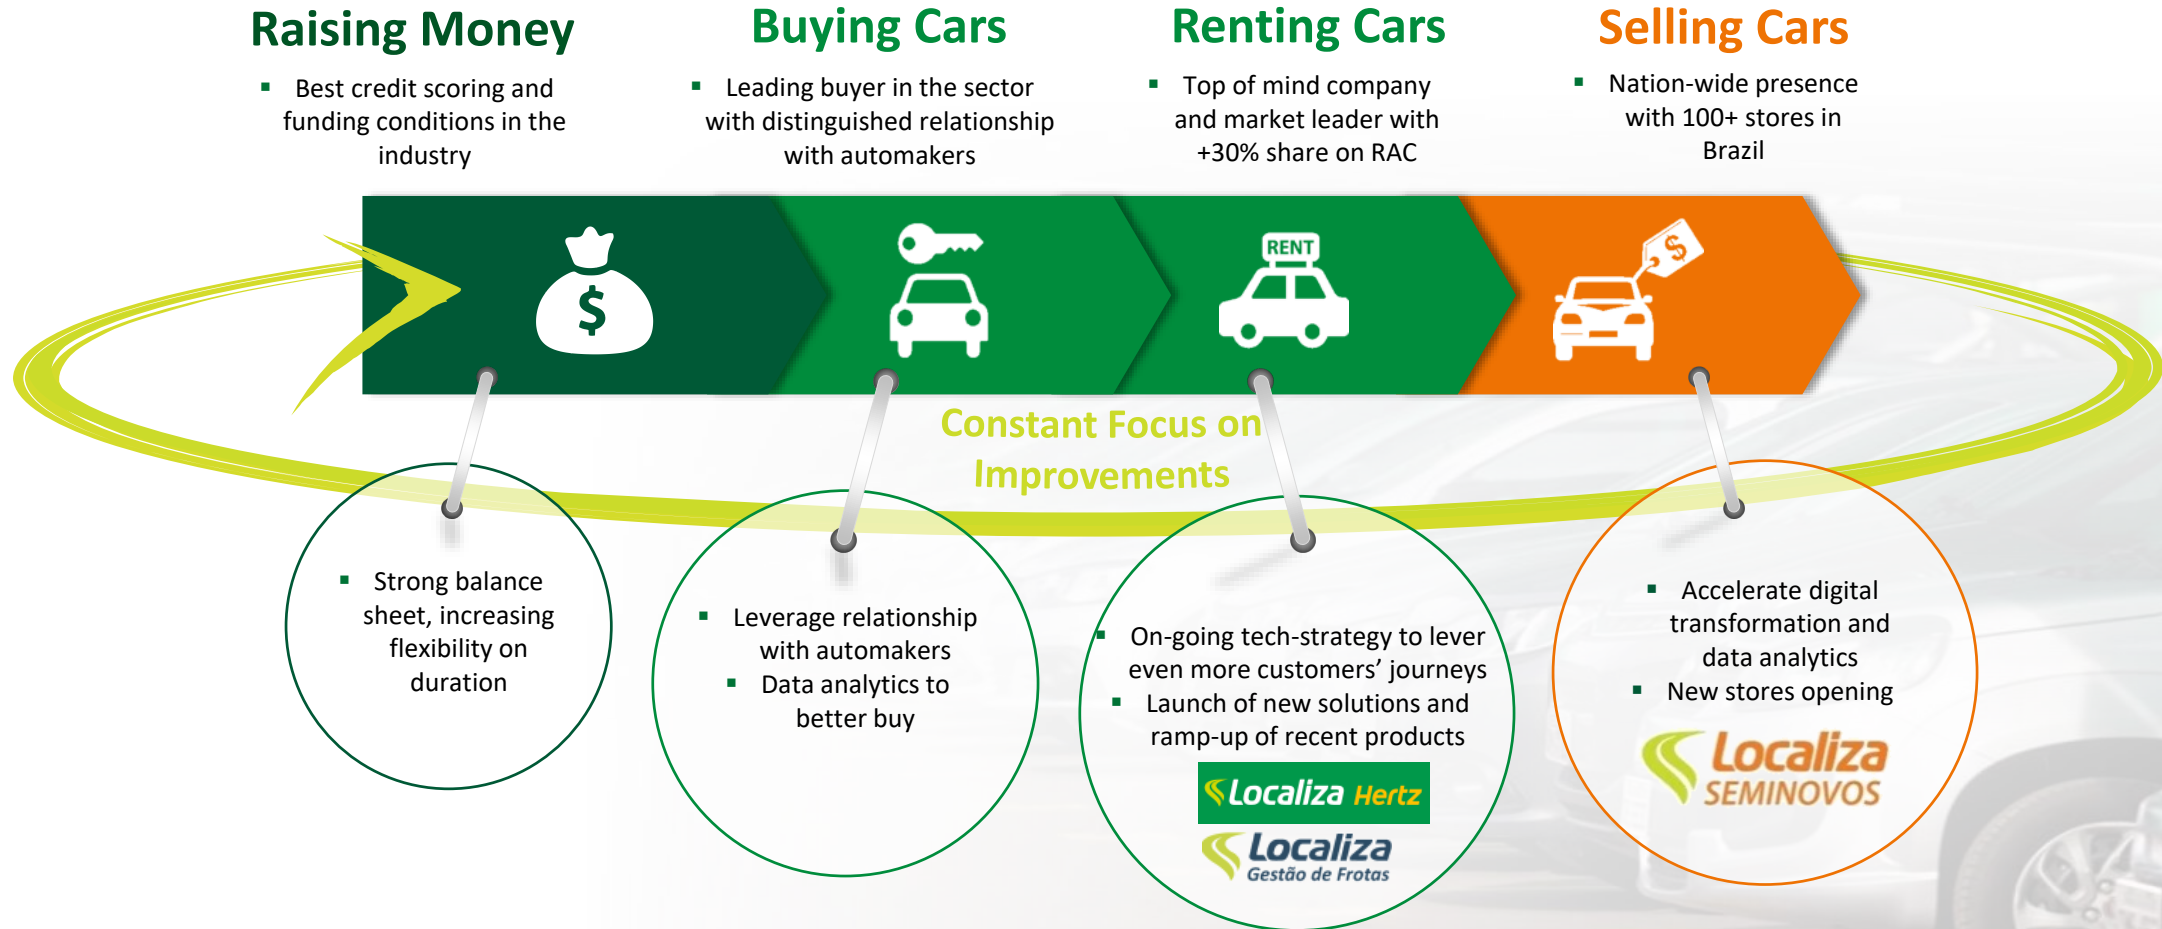 Raising Money
▪ Best credit scoring and
funding conditions in the
industry
Buying Cars
▪ Leading buyer in the sector
with distinguished relationship
with automakers
Renting Cars
▪ Top of mind company
and market leader with
+30% share on RAC
Selling Cars
▪ Nation-wide presence
with 100+ stores in
Brazil
$
RENT
$
Constant Focus on
Improvements
▪ Strong balance
sheet, increasing
flexibility on
duration
▪ Leverage relationship
with automakers
▪ Data analytics to
better buy
▪ On-going tech-strategy to lever
even more customers’ journeys
▪ Launch of new solutions and
ramp-up of recent products
Localiza Hertz
Localiza
Gestão de Frotas
▪ Accelerate digital
transformation and
data analytics
▪ New stores opening
Localiza
SEMINOVOS